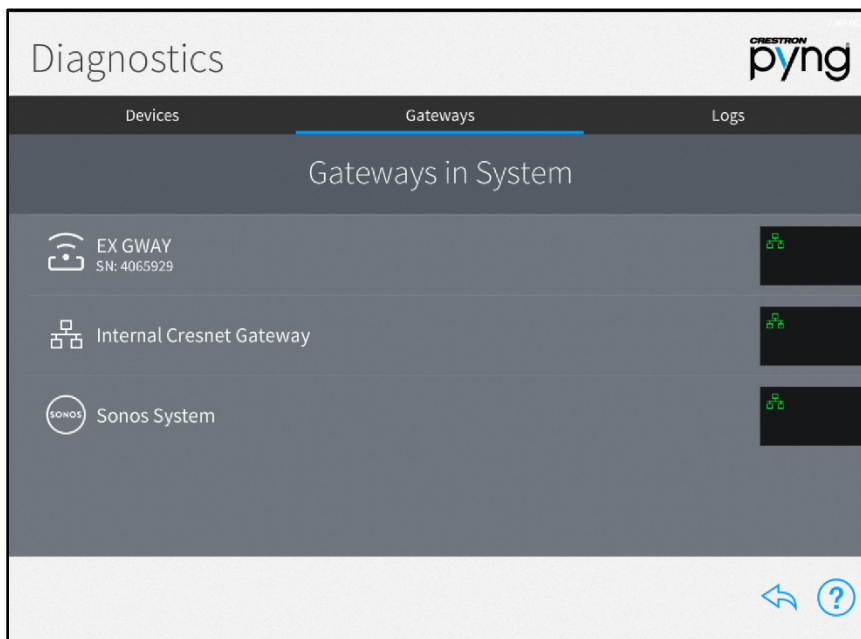 Diagnostics
CRESTRON
pyng
Devices
Gateways
Logs
Gateways in System
EX GWAY
SN: 4065929
Internal Cresnet Gateway
SONOS
Sonos System
?